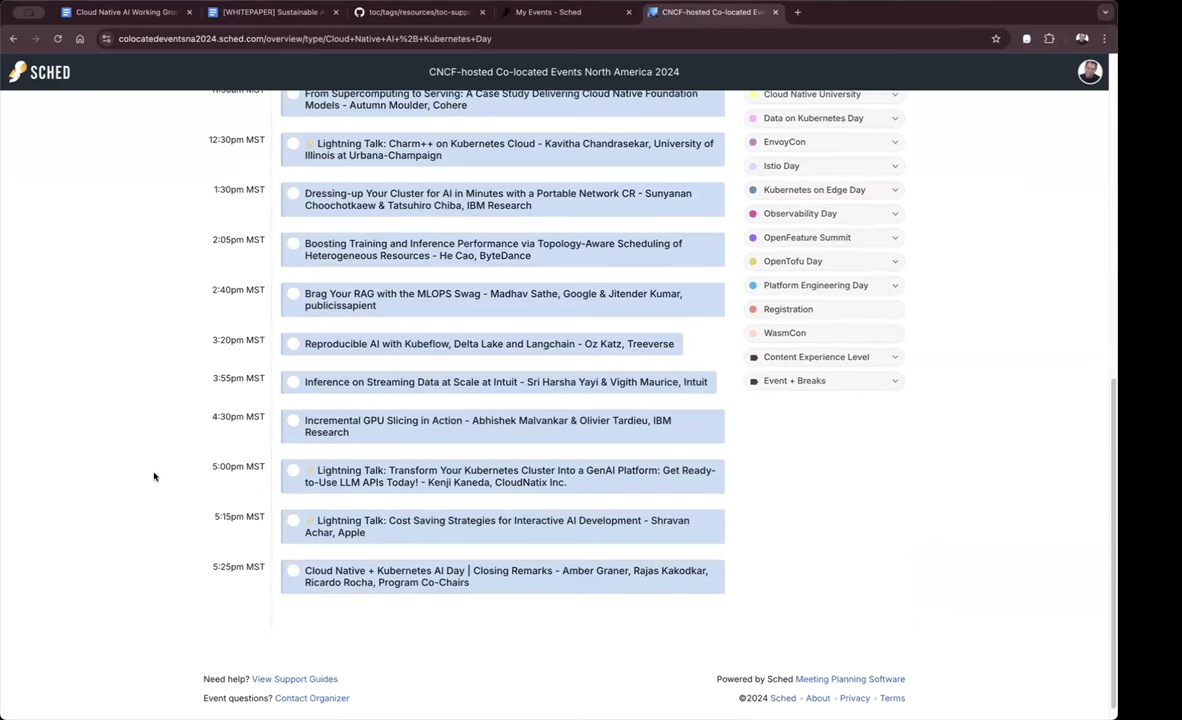 Cloud Native AI Working Gro
[WHITEPAPER] Sustainable A
toc/tags/resources/toc-supp
My Events - Sched
CNCF-hosted Co-located Eve
colocatedeventsna2024.sched.com/overview/type/Cloud+Native+AI+%2B+Kubernetes+Day
SCHED
CNCF-hosted Co-located Events North America 2024
From Supercomputing to Serving: A Case Study Delivering Cloud Native Foundation
Models - Autumn Moulder, Cohere
12:30pm MST
Lightning Talk: Charm++ on Kubernetes Cloud - Kavitha Chandrasekar, University of
Illinois at Urbana-Champaign
1:30pm MST
Dressing-up Your Cluster for AI in Minutes with a Portable Network CR - Sunyanan
Choochotkaew & Tatsuhiro Chiba, IBM Research
2:05pm MST
Boosting Training and Inference Performance via Topology-Aware Scheduling of
Heterogeneous Resources - He Cao, ByteDance
2:40pm MST
Brag Your RAG with the MLOPS Swag - Madhav Sathe, Google & Jitender Kumar,
publicissapient
3:20pm MST
Reproducible AI with Kubeflow, Delta Lake and Langchain - Oz Katz, Treeverse
3:55pm MST
Inference on Streaming Data at Scale at Intuit - Sri Harsha Yayi & Vigith Maurice, Intuit
4:30pm MST
Incremental GPU Slicing in Action - Abhishek Malvankar & Olivier Tardieu, IBM
Research
5:00pm MST
Lightning Talk: Transform Your Kubernetes Cluster Into a GenAI Platform: Get Ready-
to-Use LLM APIs Today! - Kenji Kaneda, CloudNatix Inc.
5:15pm MST
Lightning Talk: Cost Saving Strategies for Interactive AI Development - Shravan
Achar, Apple
5:25pm MST
Cloud Native + Kubernetes AI Day | Closing Remarks - Amber Graner, Rajas Kakodkar,
Ricardo Rocha, Program Co-Chairs
Cloud Native University
Data on Kubernetes Day
EnvoyCon
Istio Day
Kubernetes on Edge Day
Observability Day
OpenFeature Summit
OpenTofu Day
Platform Engineering Day
Registration
WasmCon
Content Experience Level
Event + Breaks
Need help? View Support Guides
Event questions? Contact Organizer
Powered by Sched Meeting Planning Software
©2024 Sched • About • Privacy • Terms